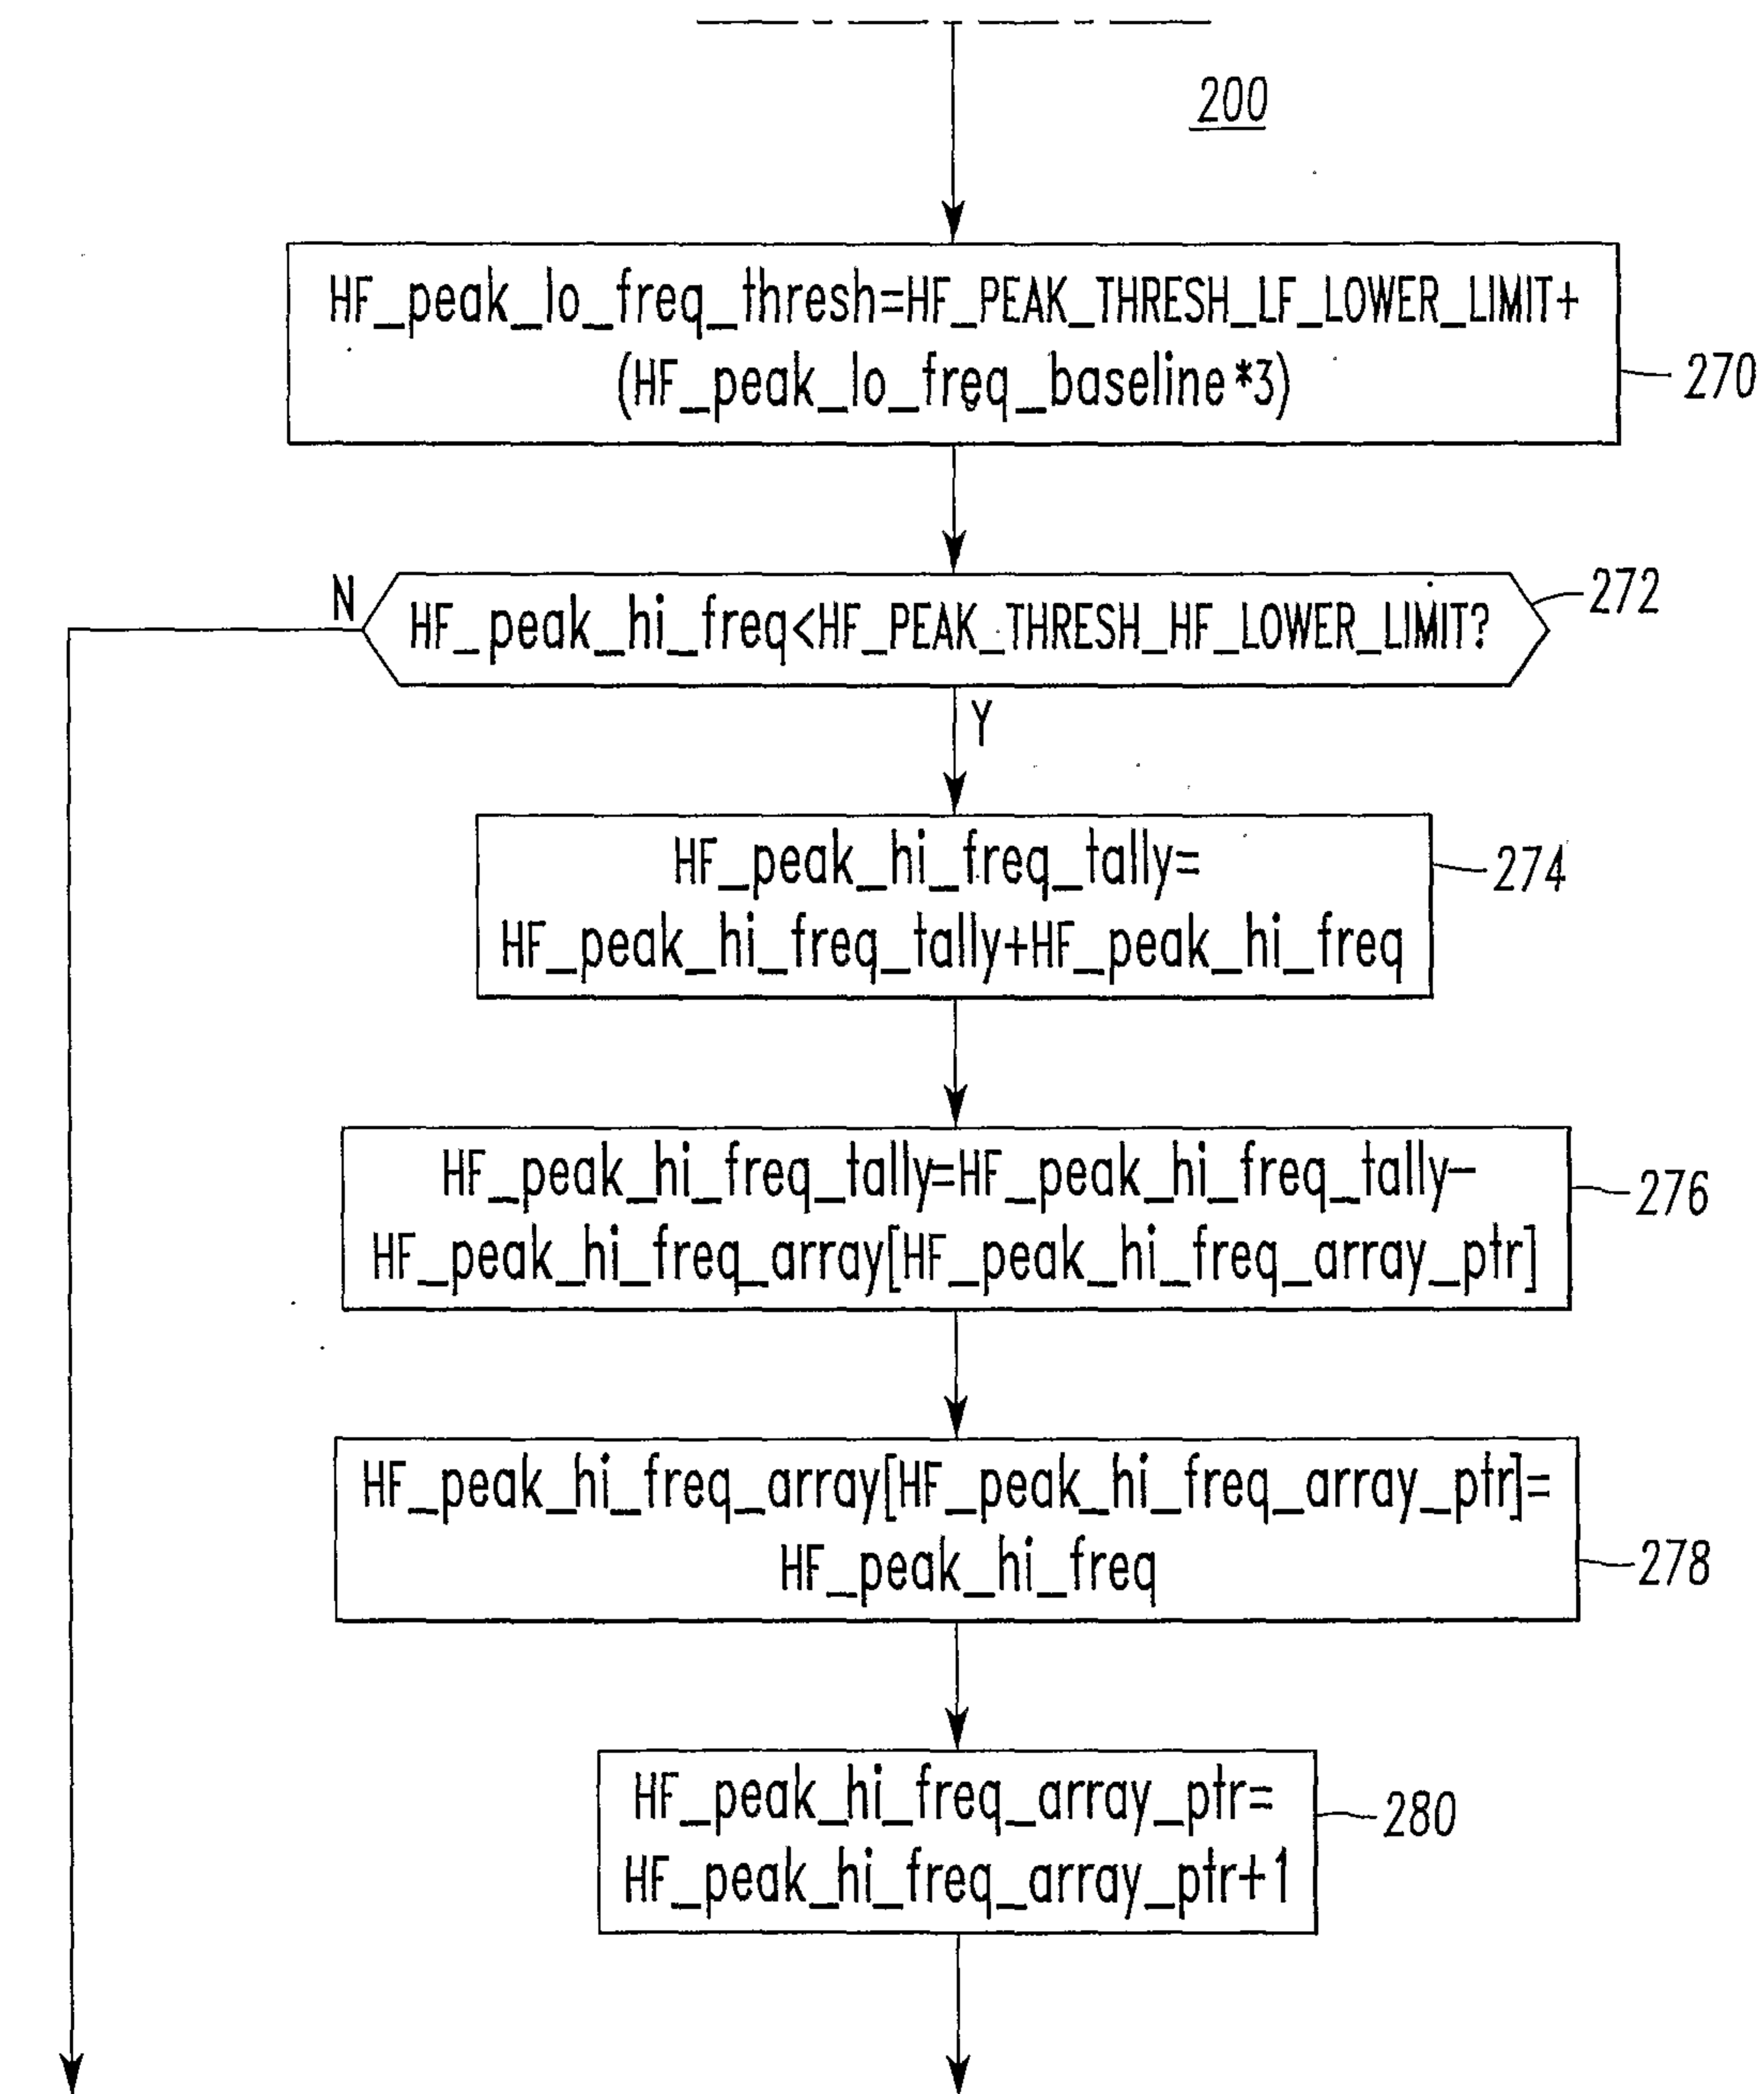 200
HF_peak_lo_freq_thresh=HF_PEAK_THRESH_LF_LOWER_LIMIT+
(HF_peak_lo_freq_baseline*3)
270
N
HF_peak_hi_freq<HF_PEAK_THRESH_HF_LOWER_LIMIT?
272
Y
HF_peak_hi_freq_tally=
HF_peak_hi_freq_tally+HF_peak_hi_freq
274
HF_peak_hi_freq_tally=HF_peak_hi_freq_tally-
HF_peak_hi_freq_array[HF_peak_hi_freq_array_ptr]
276
HF_peak_hi_freq_array[HF_peak_hi_freq_array_ptr]=
HF_peak_hi_freq
278
HF_peak_hi_freq_array_ptr=
HF_peak_hi_freq_array_ptr+1
280